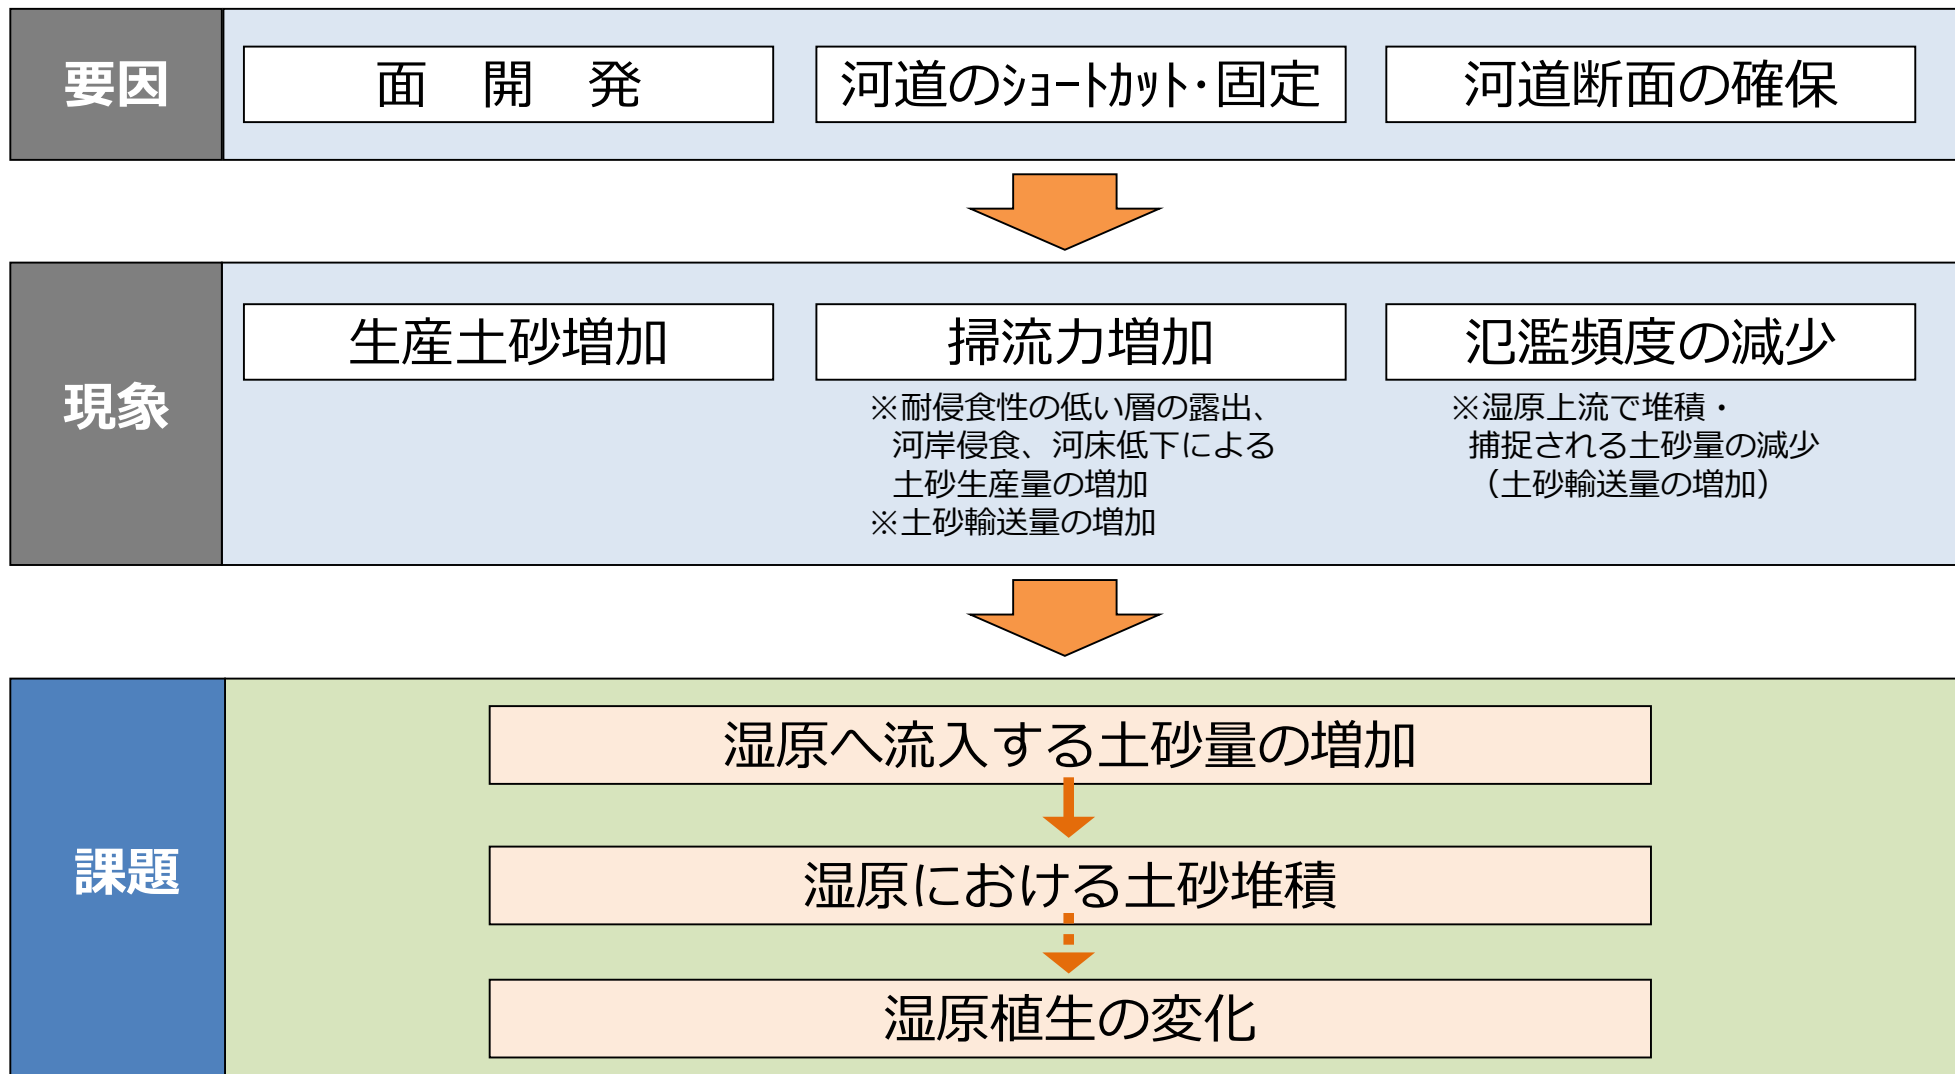 要因
面　開　発
河道のｼｮｰﾄｶｯﾄ･固定
河道断面の確保
現象
生産土砂増加
掃流力増加
※耐侵食性の低い層の露出、
河岸侵食、河床低下による
土砂生産量の増加
※土砂輸送量の増加
氾濫頻度の減少
※湿原上流で堆積・
捕捉される土砂量の減少
（土砂輸送量の増加）
課題
湿原へ流入する土砂量の増加
湿原における土砂堆積
湿原植生の変化